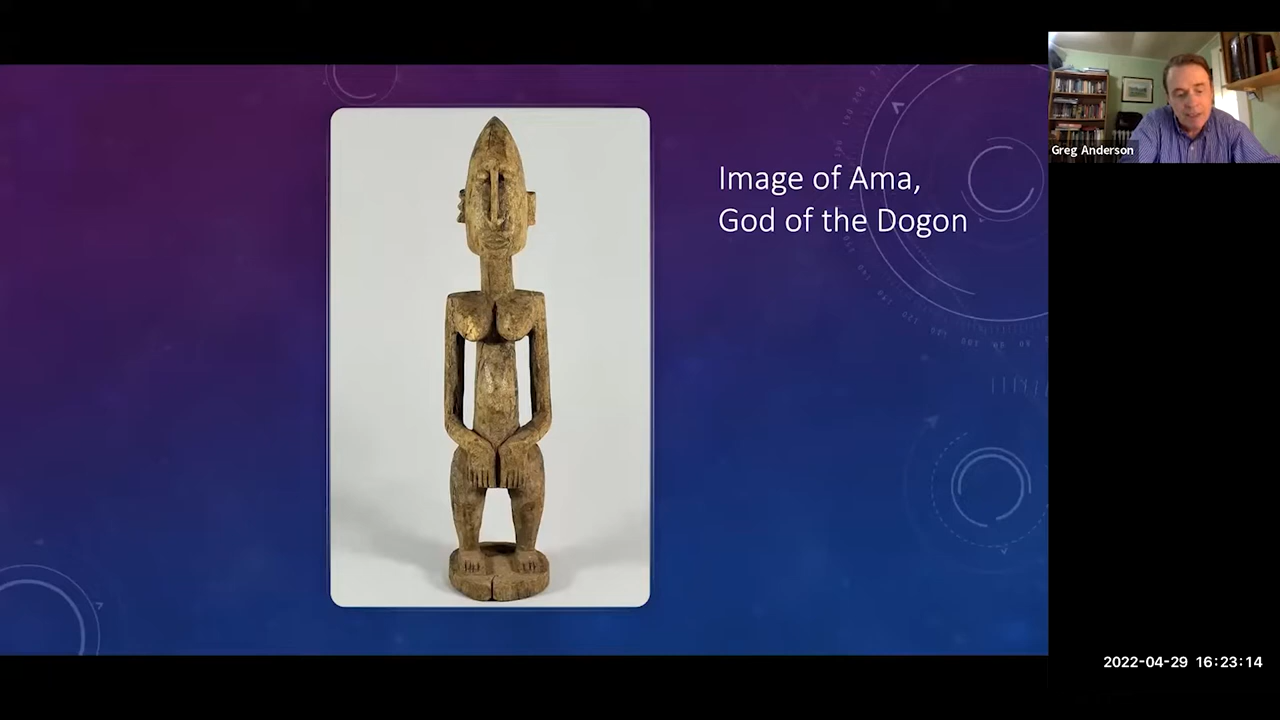 Image of Ama,
God of the Dogon
Greg Anderson
2022-04-29 16:23:14